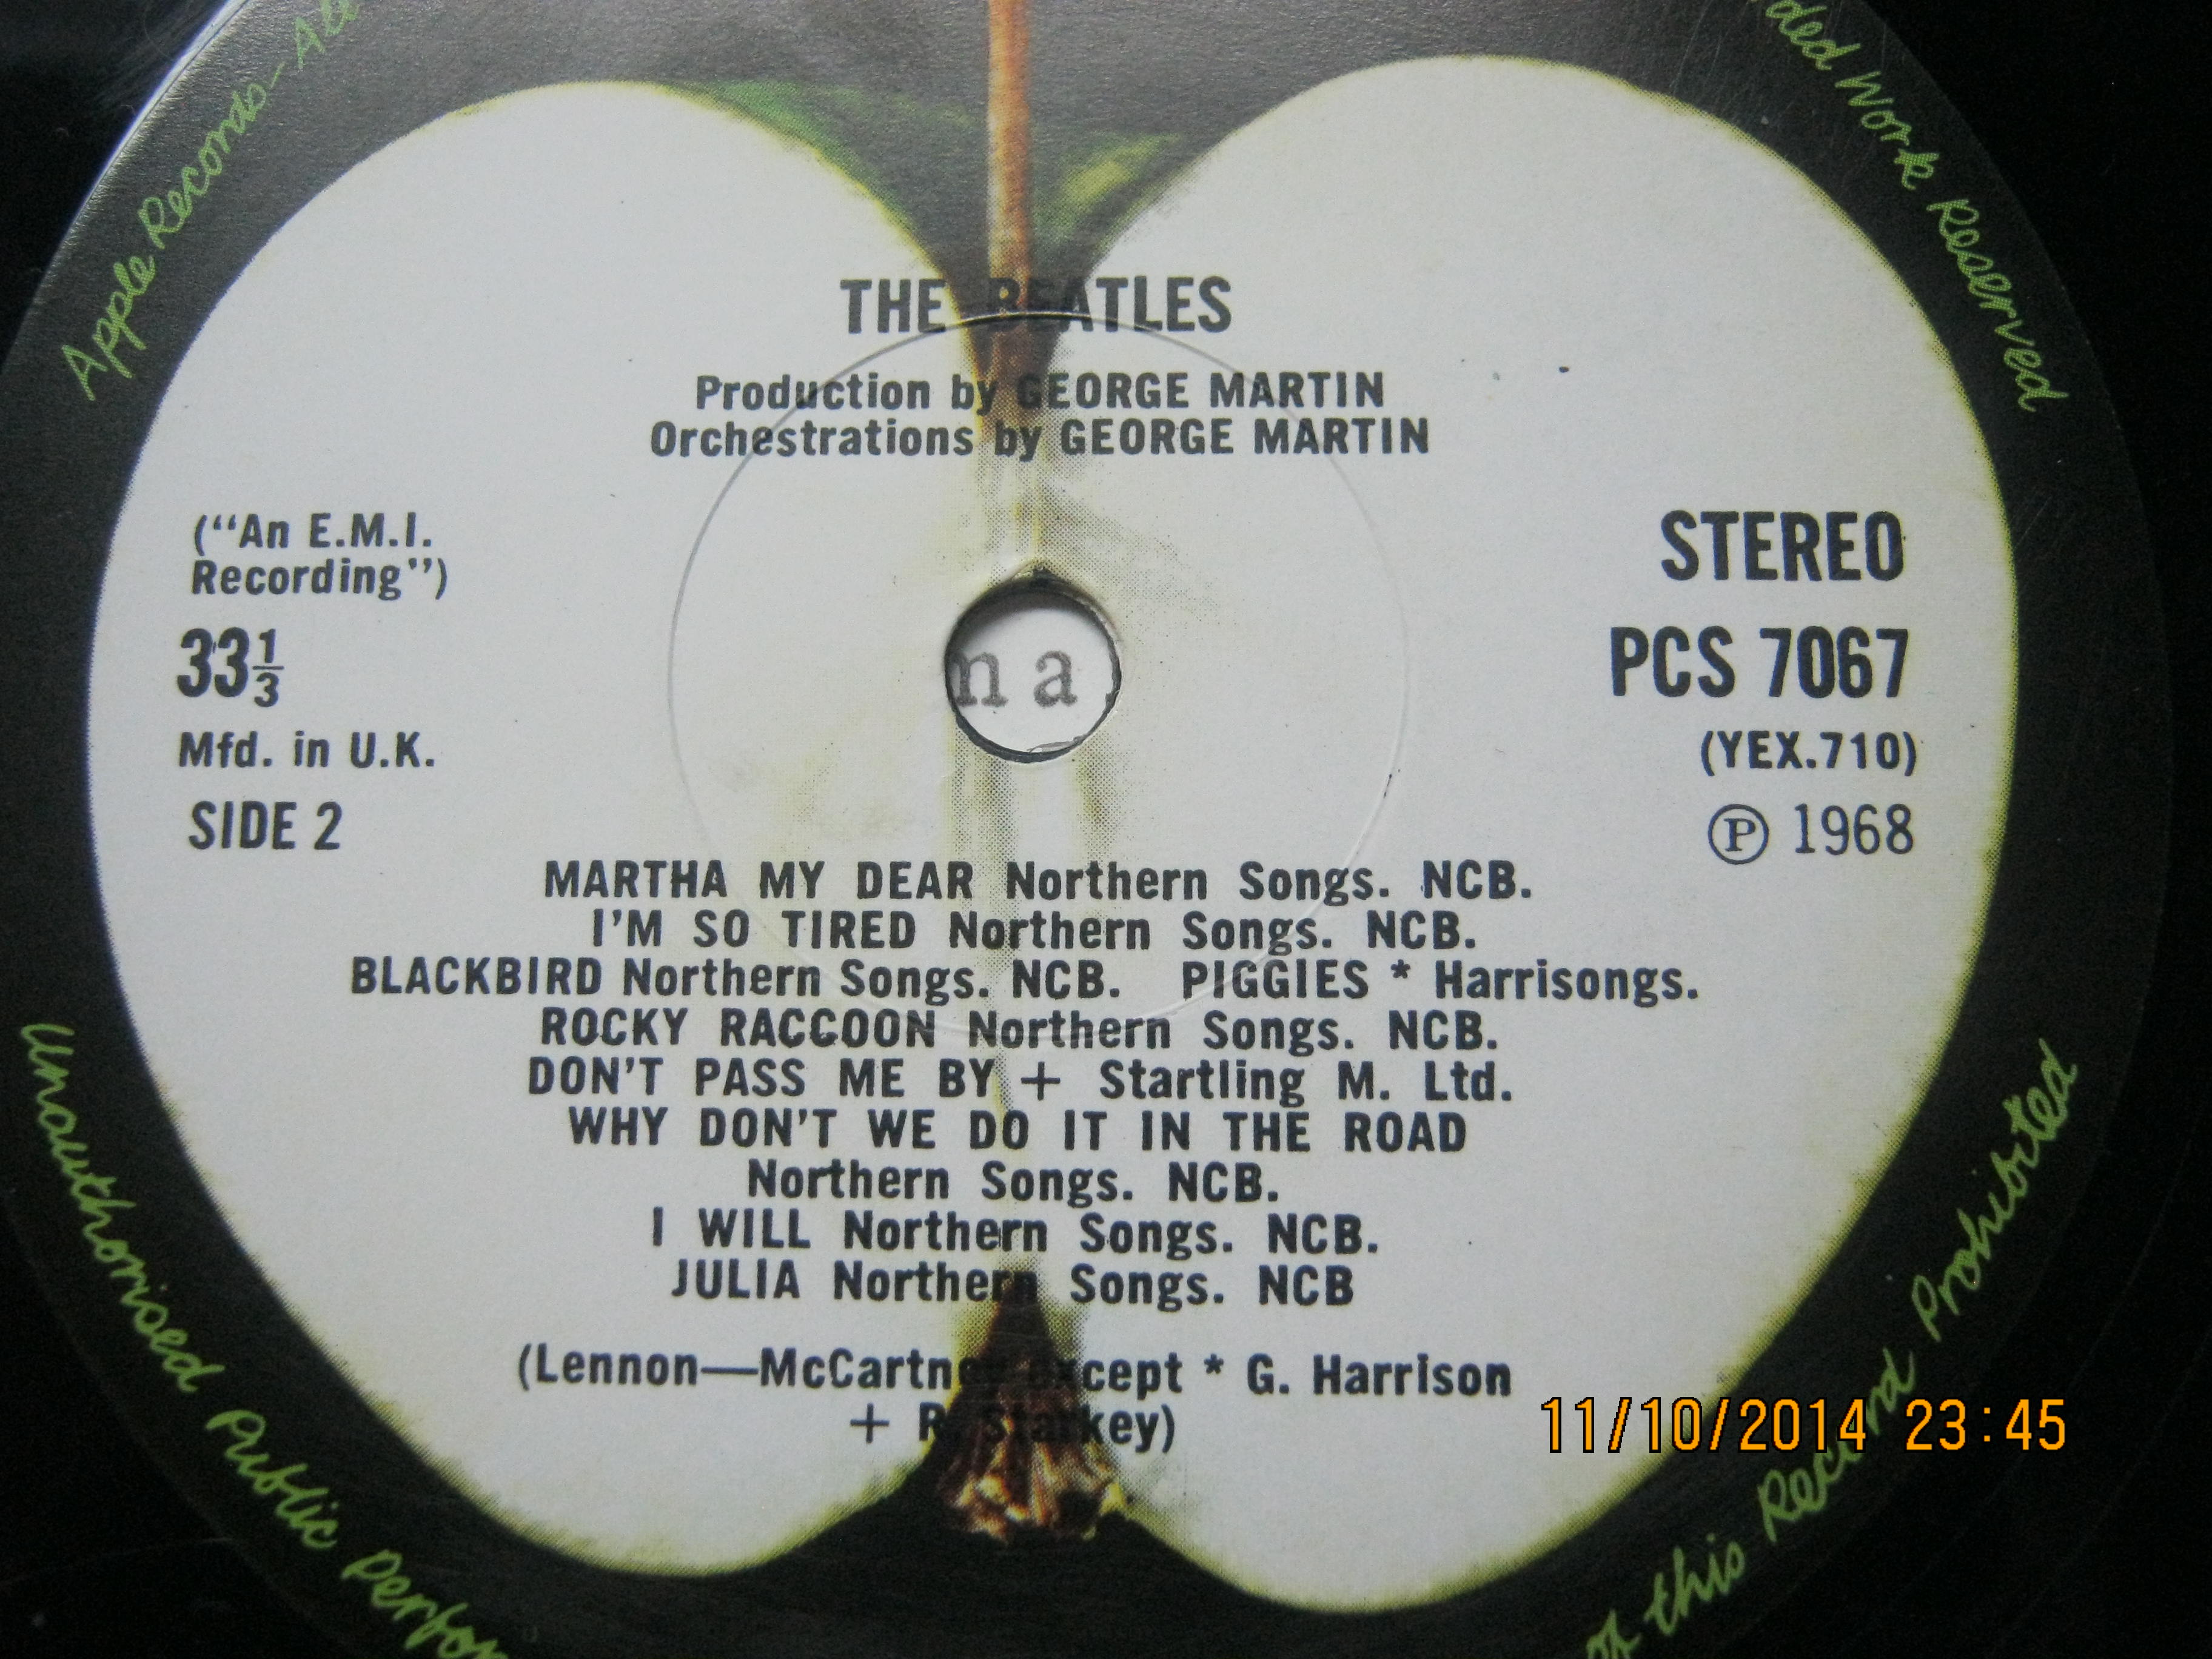 Apple Records-All
ded Work Reserved
THE BEATLES
Production by GEORGE MARTIN
Orchestrations by GEORGE MARTIN
("An E.M.I.
Recording")
33⅓
Mfd. in U.K.
SIDE 2
STEREO
PCS 7067
(YEX.710)
Ⓟ 1968
n a
MARTHA MY DEAR Northern Songs. NCB.
I'M SO TIRED Northern Songs. NCB.
BLACKBIRD Northern Songs. NCB. PIGGIES * Harrisongs.
ROCKY RACCOON Northern Songs. NCB.
DON'T PASS ME BY + Startling M. Ltd.
WHY DON'T WE DO IT IN THE ROAD
Northern Songs. NCB.
I WILL Northern Songs. NCB.
JULIA Northern Songs. NCB
(Lennon—McCartney Except * G. Harrison
+ R. Starkey)
Unauthorised Public Perfor
of this Record Prohibited
11/10/2014 23:45